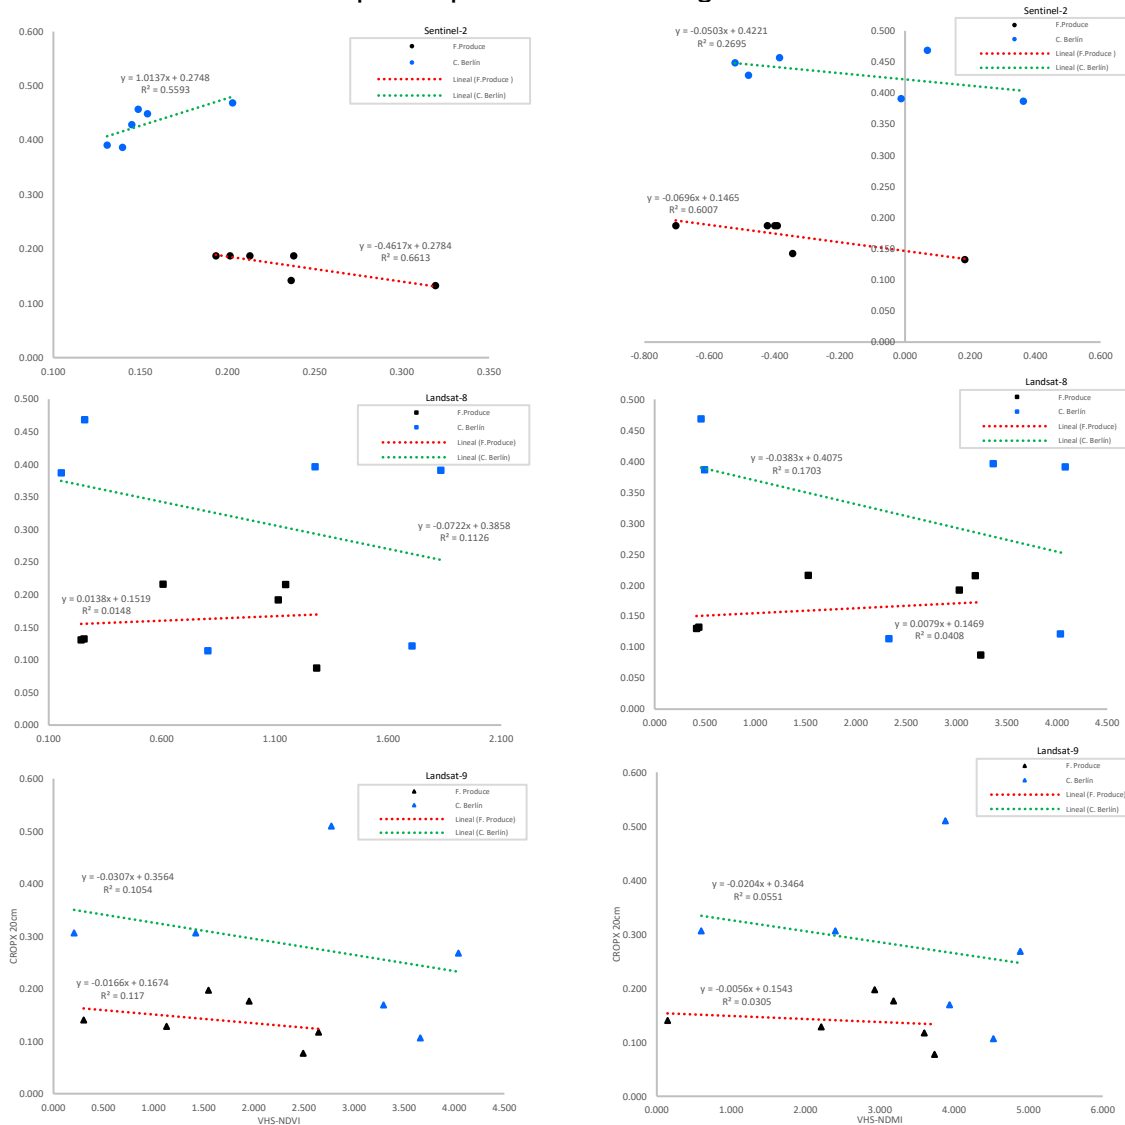 Sentinel-2
F.Produce
C. Berlín
Lineal (F.Produce )
Lineal (C. Berlín)
0.600
0.500
0.400
0.300
0.200
0.100
0.000
y = 1.0137x + 0.2748
R² = 0.5593
y = -0.4617x + 0.2784
R² = 0.6613
0.100 0.150 0.200 0.250 0.300 0.350
Sentinel-2
F.Produce
C. Berlín
Lineal (F.Produce )
Lineal (C. Berlín)
y = -0.0503x + 0.4221
R² = 0.2695
y = -0.0696x + 0.1465
R² = 0.6007
0.500
0.450
0.400
0.350
0.300
0.250
0.200
0.150
0.100
0.050
0.000
-0.800 -0.600 -0.400 -0.200 0.000 0.200 0.400 0.600
Landsat-8
F.Produce
C. Berlín
Lineal (F.Produce)
Lineal (C. Berlín)
0.500
0.450
0.400
0.350
0.300
0.250
0.200
0.150
0.100
0.050
0.000
y = -0.0722x + 0.3858
R² = 0.1126
y = 0.0138x + 0.1519
R² = 0.0148
0.100 0.600 1.100 1.600 2.100
Landsat-8
F.Produce
C. Berlín
Lineal (F.Produce)
Lineal (C. Berlín)
0.500
0.450
0.400
0.350
0.300
0.250
0.200
0.150
0.100
0.050
0.000
y = -0.0383x + 0.4075
R² = 0.1703
y = 0.0079x + 0.1469
R² = 0.0408
0.000 0.500 1.000 1.500 2.000 2.500 3.000 3.500 4.000 4.500
Landsat-9
F. Produce
C. Berlín
Lineal (F. Produce)
Lineal (C. Berlín)
0.600
0.500
0.400
0.300
0.200
0.100
0.000
CROPX 20cm
y = -0.0307x + 0.3564
R² = 0.1054
y = -0.0166x + 0.1674
R² = 0.117
0.000 0.500 1.000 1.500 2.000 2.500 3.000 3.500 4.000 4.500
VHS-NDVI
Landsat-9
F. Produce
C. Berlín
Lineal (F. Produce)
Lineal (C. Berlín)
0.600
0.500
0.400
0.300
0.200
0.100
0.000
CROPX 20cm
y = -0.0204x + 0.3464
R² = 0.0551
y = -0.0056x + 0.1543
R² = 0.0305
0.000 1.000 2.000 3.000 4.000 5.000 6.000
VHS-NDMI